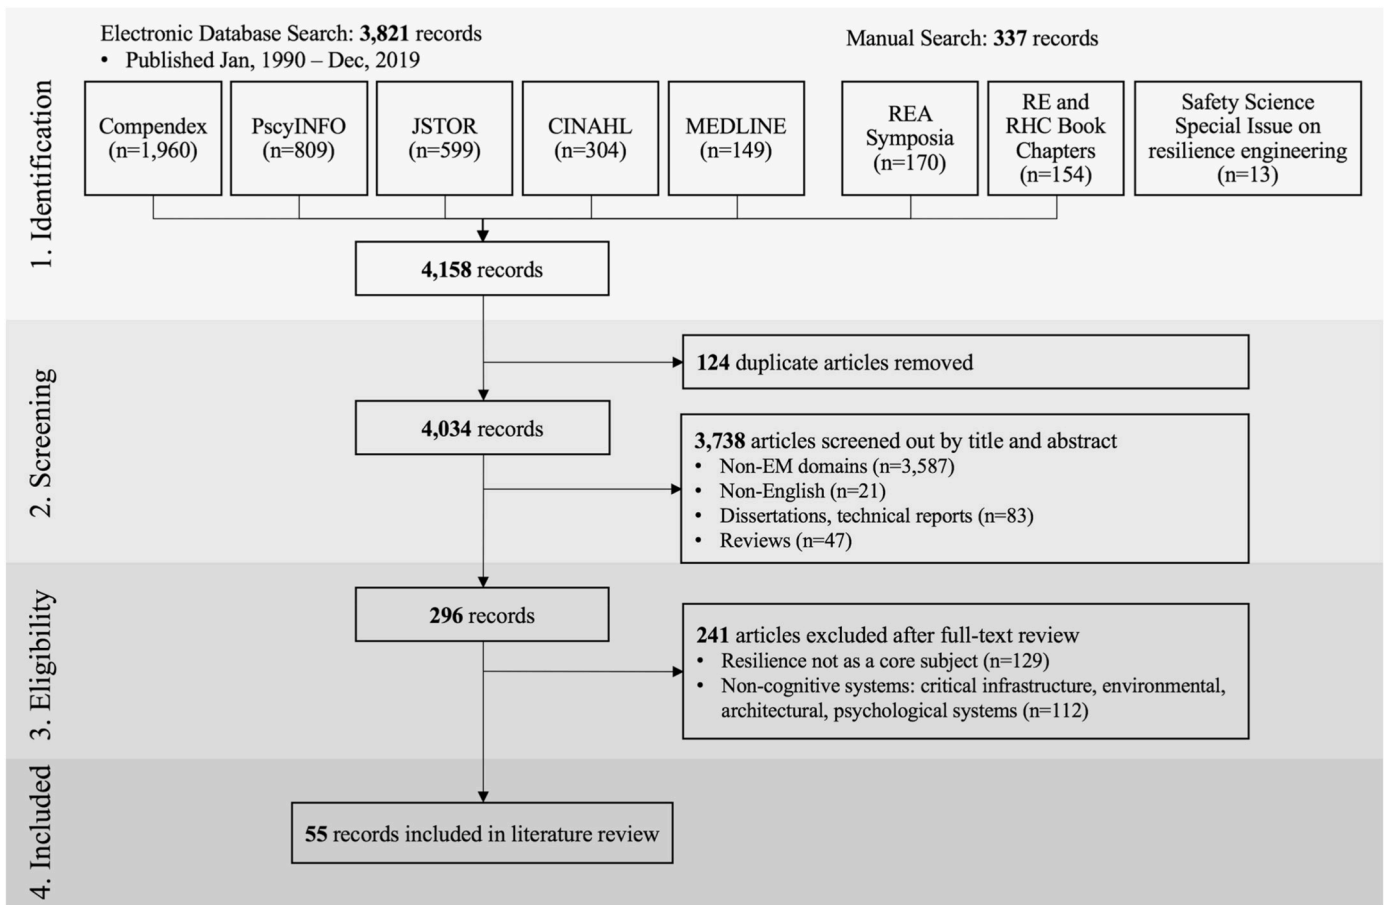 Electronic Database Search: 3,821 records
• Published Jan, 1990 – Dec, 2019
Manual Search: 337 records
1. Identification
Compendex
(n=1,960)
PscyINFO
(n=809)
JSTOR
(n=599)
CINAHL
(n=304)
MEDLINE
(n=149)
REA
Symposia
(n=170)
RE and
RHC Book
Chapters
(n=154)
Safety Science
Special Issue on
resilience engineering
(n=13)
4,158 records
2. Screening
124 duplicate articles removed
4,034 records
3,738 articles screened out by title and abstract
• Non-EM domains (n=3,587)
• Non-English (n=21)
• Dissertations, technical reports (n=83)
• Reviews (n=47)
3. Eligibility
296 records
241 articles excluded after full-text review
• Resilience not as a core subject (n=129)
• Non-cognitive systems: critical infrastructure, environmental,
architectural, psychological systems (n=112)
4. Included
55 records included in literature review